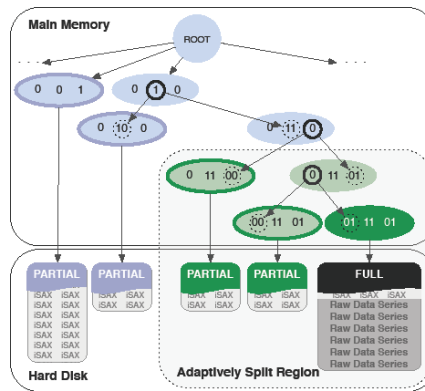 Main Memory
ROOT
0 0 1
0 1 0
0 10 0
0 11 0
0 11 00
0 11 01
00 11 01
01 11 01
PARTIAL PARTIAL PARTIAL PARTIAL FULL
iSAX iSAX iSAX iSAX iSAX iSAX iSAX iSAX iSAX iSAX iSAX
iSAX iSAX iSAX iSAX iSAX iSAX iSAX iSAX Raw Data Series
iSAX iSAX Raw Data Series
iSAX iSAX Raw Data Series
iSAX iSAX Raw Data Series
iSAX iSAX Raw Data Series
iSAX iSAX Raw Data Series
Hard Disk
Adaptively Split Region